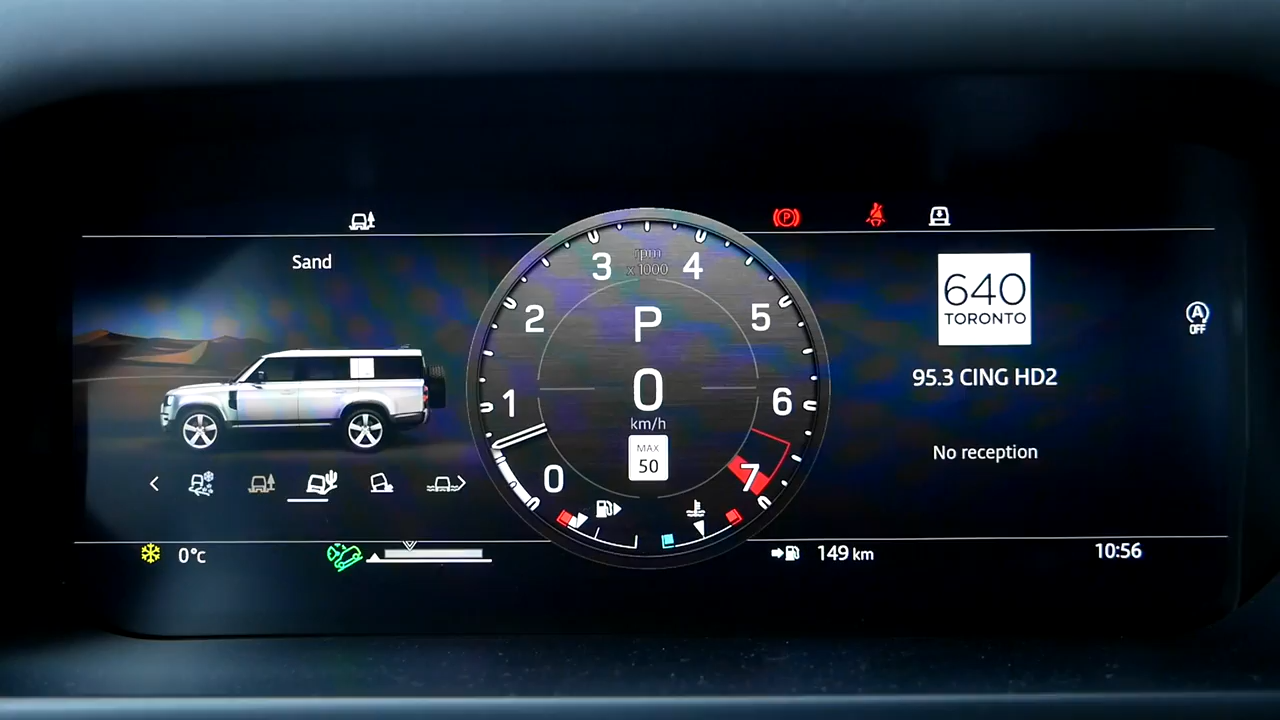 Sand
rpm
x 1000
0
1
2
3
4
5
6
7
P
0
km/h
MAX
50
P
640
TORONTO
95.3 CING HD2
No reception
A
OFF
0°C
149 km
10:56